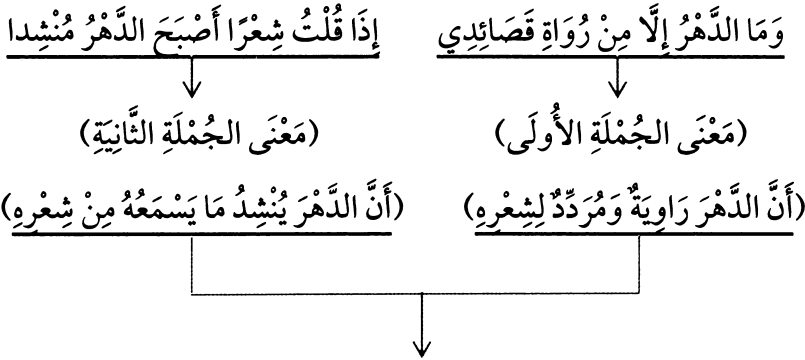 وَمَا الدَّهْرُ إِلَّا مِنْ رُوَاةِ قَصَائِدِي إِذَا قُلْتُ شِعْرًا أَصْبَحَ الدَّهْرُ مُنْشِدا
(مَعْنَى الجُمْلَةِ الأُولَى) (مَعْنَى الجُمْلَةِ الثَّانِيَةِ)
(أَنَّ الدَّهْرَ رَاوِيَةٌ وَمُرَدِّدٌ لِشِعْرِهِ) (أَنَّ الدَّهْرَ يُنْشِدُ مَا يَسْمَعُهُ مِنْ شِعْرِهِ)